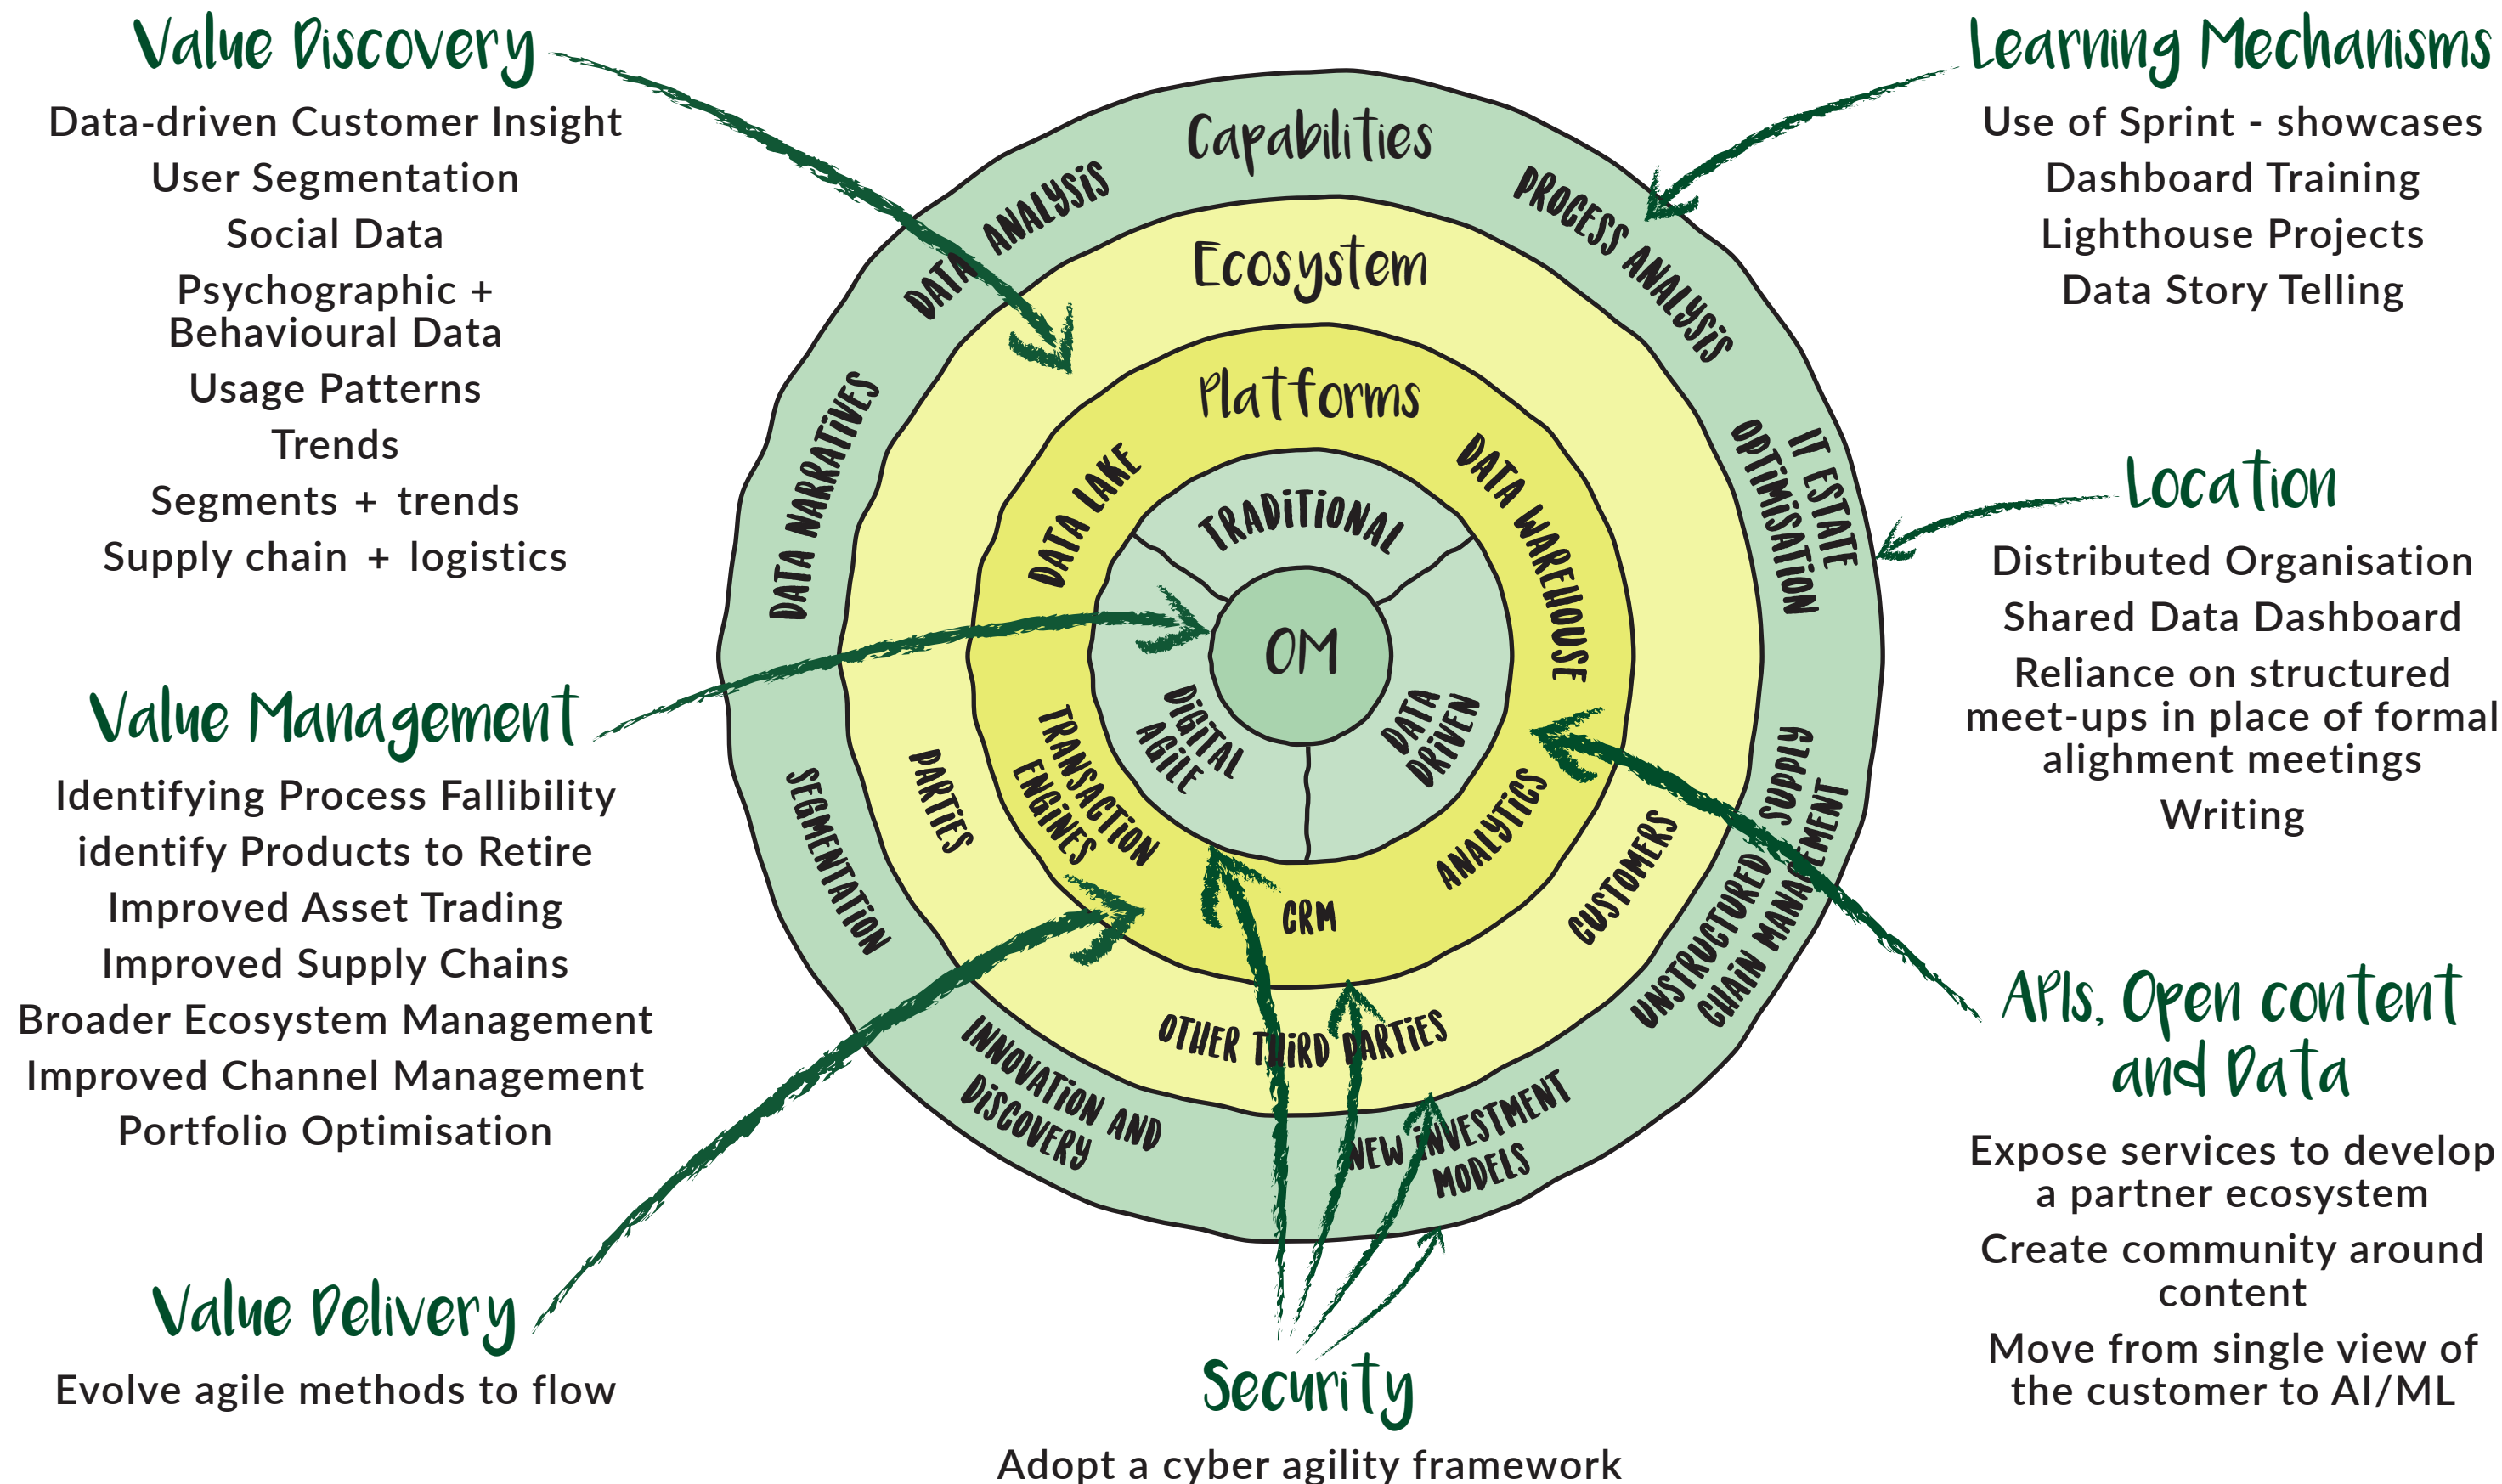 Value Discovery
Data-driven Customer Insight
User Segmentation
Social Data
Psychographic +
Behavioural Data
Usage Patterns
Trends
Segments + trends
Supply chain + logistics
Value Management
Identifying Process Fallibility
identify Products to Retire
Improved Asset Trading
Improved Supply Chains
Broader Ecosystem Management
Improved Channel Management
Portfolio Optimisation
Value Delivery
Evolve agile methods to flow
Capabilities
DATA ANALYSiS
PROCESS ANALYSiS
DATA NARRATiVES
IT ESTATE
OPTiMiSATiON
SEGMENTATiON
UNSTRUCTURED SUPPLY
CHAiN MANAGEMENT
INNOVATiON AND
DiSCOVERY
NEW iNVESTMENT
MODELS
Ecosystem
PARTiES
CUSTOMERS
OTHER THiRD PARTiES
Platforms
DATA LAKE
DATA WAREHOUSE
TRANSACTiON
ENGiNES
ANALYTiCS
CRM
TRADiTiONAL
DiGiTAL
AGiLE
DATA
DRiVEN
OM
Security
Adopt a cyber agility framework
Learning Mechanisms
Use of Sprint - showcases
Dashboard Training
Lighthouse Projects
Data Story Telling
Location
Distributed Organisation
Shared Data Dashboard
Reliance on structured
meet-ups in place of formal
alighment meetings
Writing
APIs, Open content
and Data
Expose services to develop
a partner ecosystem
Create community around
content
Move from single view of
the customer to AI/ML